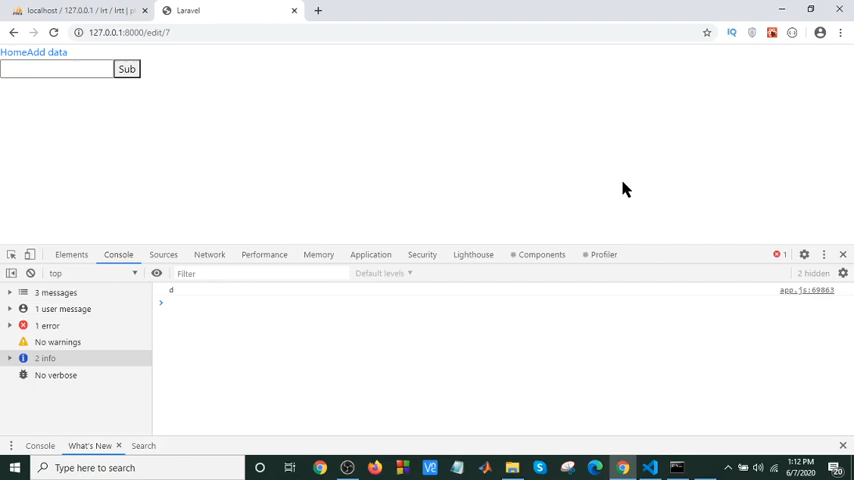 localhost / 127.0.0.1 / lrt / lrtt | p
Laravel
127.0.0.1:8000/edit/7
HomeAdd data
Sub
Elements Console Sources Network Performance Memory Application Security Lighthouse Components Profiler 1
top Filter Default levels 2 hidden
3 messages
d app.js:69863
1 user message
1 error
No warnings
2 info
No verbose
Console What's New Search
Type here to search
1:12 PM
6/7/2020
20